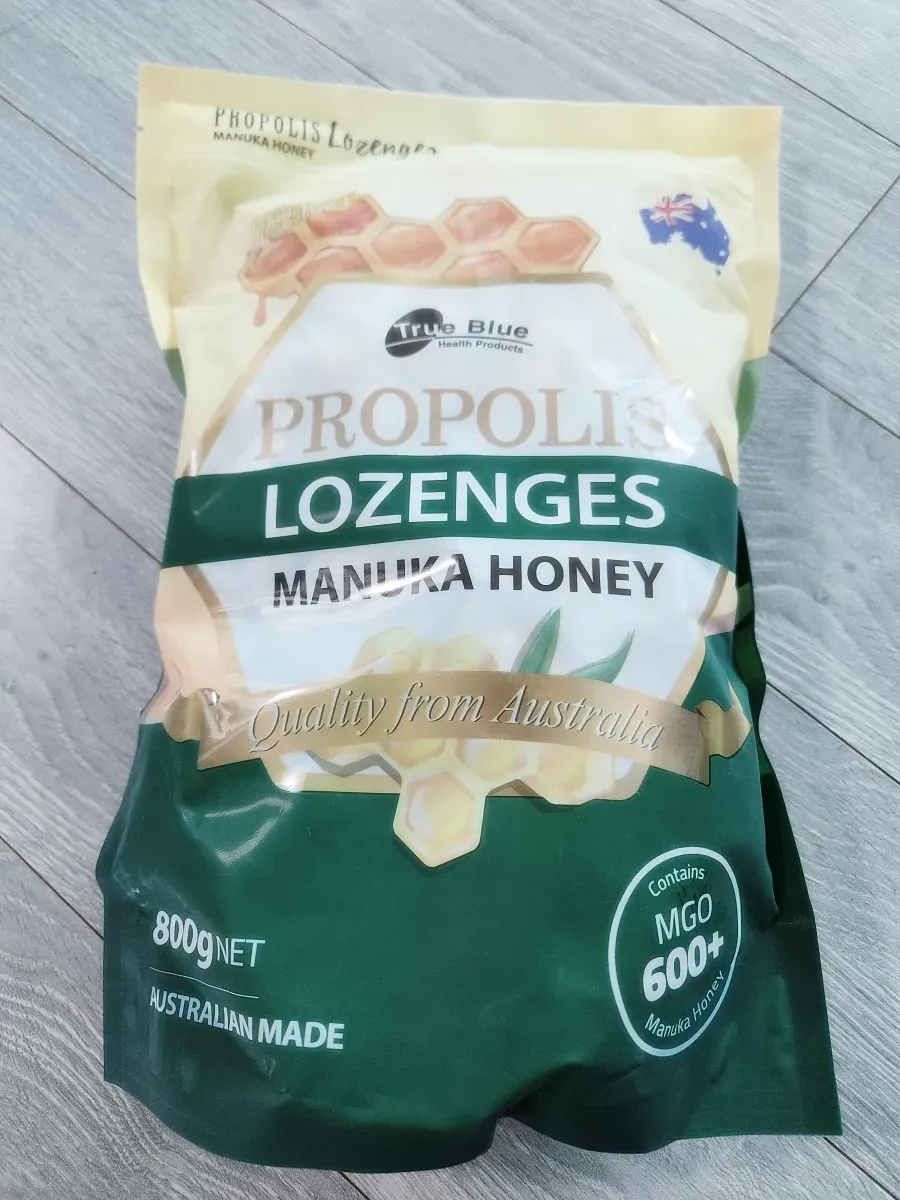 PROPOLIS Lozenges
MANUKA HONEY
True Blue
Health Products
PROPOLIS
LOZENGES
MANUKA HONEY
Quality from Australia
800g NET
AUSTRALIAN MADE
Contains
MGO
600+
Manuka Honey